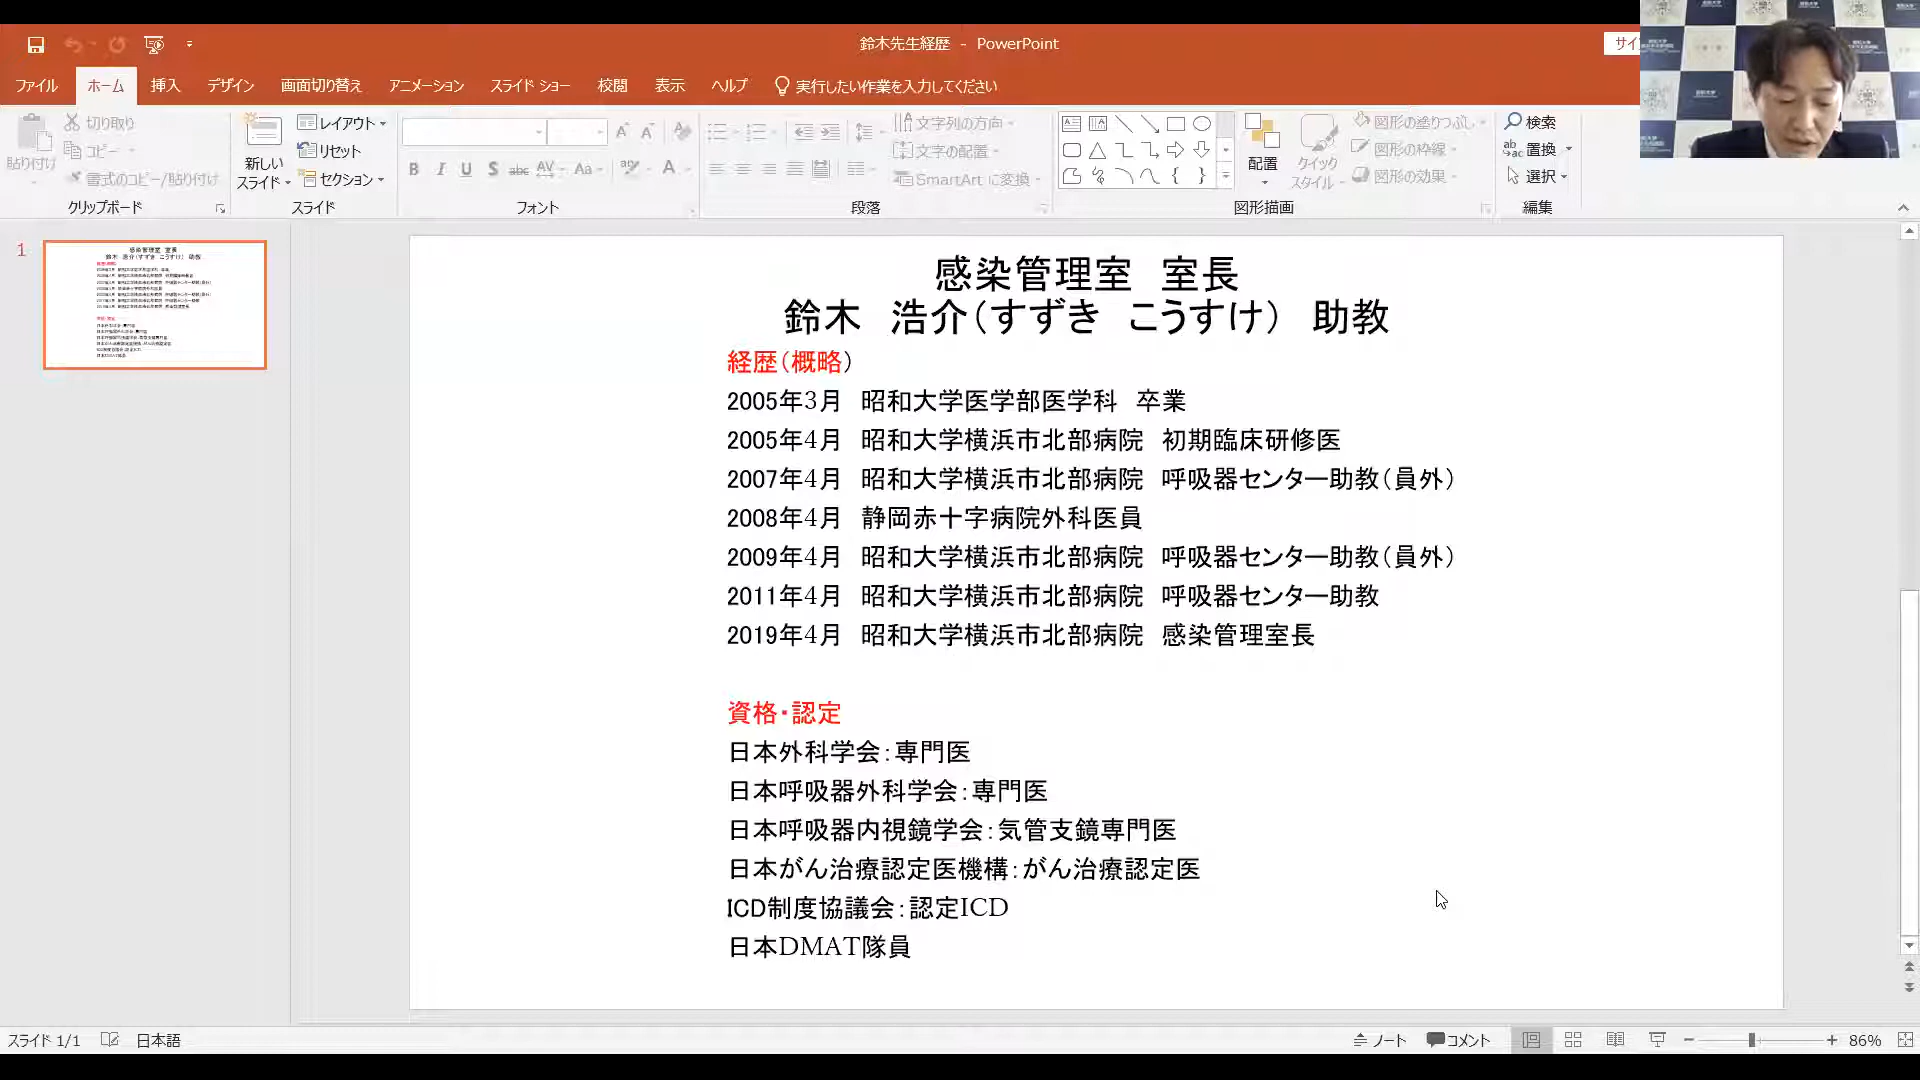 鈴木先生経歴 - PowerPoint
サイ
ファイル ホーム 挿入 デザイン 画面切り替え アニメーション スライド ショー 校閲 表示 ヘルプ 実行したい作業を入力してください
貼り付け
切り取り
コピー
書式のコピー/貼り付け
クリップボード
新しい
スライド
レイアウト
リセット
セクション
スライド
B I U S abc AV Aa A
フォント
文字列の方向
文字の配置
SmartArt に変換
段落
配置
クイック
スタイル
図形の塗りつぶし
図形の枠線
図形の効果
図形描画
検索
置換
選択
編集
1
感染管理室 室長
鈴木 浩介(すずき こうすけ) 助教
経歴(概略)
2005年3月 昭和大学医学部医学科 卒業
2005年4月 昭和大学横浜市北部病院 初期臨床研修医
2007年4月 昭和大学横浜市北部病院 呼吸器センター助教(員外)
2008年4月 静岡赤十字病院外科医員
2009年4月 昭和大学横浜市北部病院 呼吸器センター助教(員外)
2011年4月 昭和大学横浜市北部病院 呼吸器センター助教
2019年4月 昭和大学横浜市北部病院 感染管理室長
資格・認定
日本外科学会:専門医
日本呼吸器外科学会:専門医
日本呼吸器内視鏡学会:気管支鏡専門医
日本がん治療認定医機構:がん治療認定医
ICD制度協議会:認定ICD
日本DMAT隊員
スライド 1/1 日本語 ノート コメント 86%